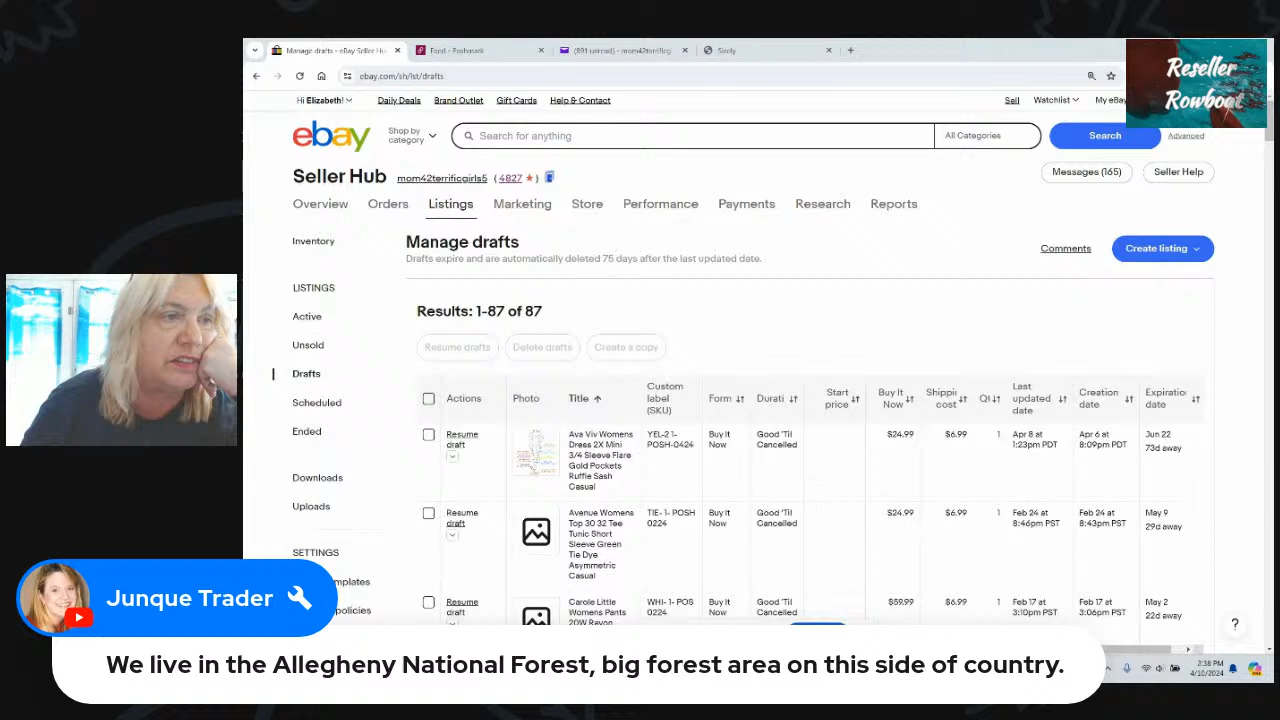 Manage drafts - eBay Seller Hu
Food - Poshmark
(891 unread) - mom42terrificgi
ebay.com/sh/lst/drafts
Reseller
Rowboat
Hi Elizabeth!
Daily Deals
Brand Outlet
Gift Cards
Help & Contact
Sell
Watchlist
My eBay
ebay
Shop by
category
Search for anything
All Categories
Search
Advanced
Seller Hub
mom42terrificgirls5 (4827 ★)
Messages (165)
Seller Help
Overview
Orders
Listings
Marketing
Store
Performance
Payments
Research
Reports
Inventory
LISTINGS
Active
Unsold
Drafts
Scheduled
Ended
Downloads
Uploads
SETTINGS
Manage drafts
Drafts expire and are automatically deleted 75 days after the last updated date.
Comments
Create listing
Results: 1-87 of 87
Resume drafts
Delete drafts
Create a copy
Actions
Photo
Title
Custom
label
(SKU)
Form
Durati
Start
price
Buy It
Now
Shippi
cost
Last
updated
date
Creation
date
Expiratio
date
Resume
draft
Ava Viv Womens
Dress 2X Mini
3/4 Sleeve Flare
Gold Pockets
Ruffle Sash
Casual
YEL-2 1-
POSH-0424
Buy It
Now
Good 'Til
Cancelled
$24.99
$6.99
1
Apr 8 at
1:23pm PDT
Apr 6 at
8:09pm PDT
Jun 22
73d away
Resume
draft
Avenue Womens
Top 30 32 Tee
Tunic Short
Sleeve Green
Tie Dye
Asymmetric
Casual
TIE- 1- POSH
0224
Buy It
Now
Good 'Til
Cancelled
$24.99
$6.99
1
Feb 24 at
8:46pm PST
Feb 24 at
8:43pm PST
May 9
29d away
Resume
draft
Carole Little
Womens Pants
20W Rayon
WHI- 1- POS
0224
Buy It
Now
Good 'Til
Cancelled
$59.99
$6.99
1
Feb 17 at
3:10pm PST
Feb 17 at
3:06pm PST
May 2
22d away
?
2:38 PM
4/10/2024
Junque Trader
We live in the Allegheny National Forest, big forest area on this side of country.